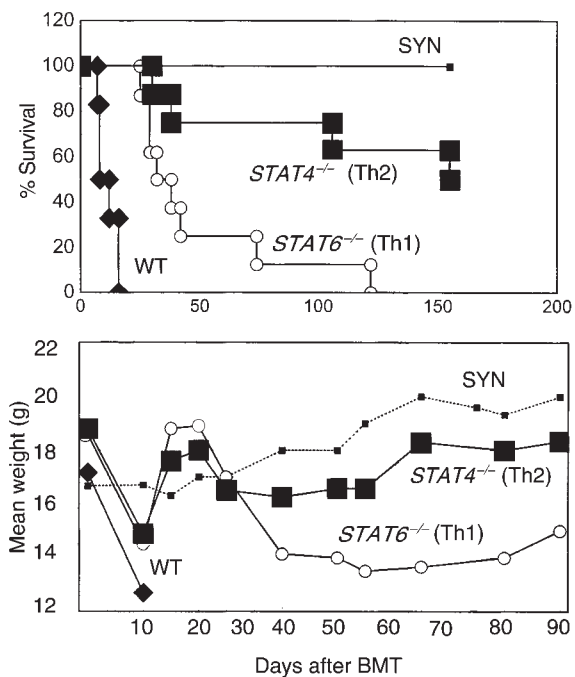 120
100
80
60
40
20
0
% Survival
SYN
STAT4-/- (Th2)
STAT6-/- (Th1)
WT
0 50 100 150 200
22
20
18
16
14
12
Mean weight (g)
SYN
STAT4-/- (Th2)
STAT6-/- (Th1)
WT
10 20 30 40 50 60 70 80 90
Days after BMT